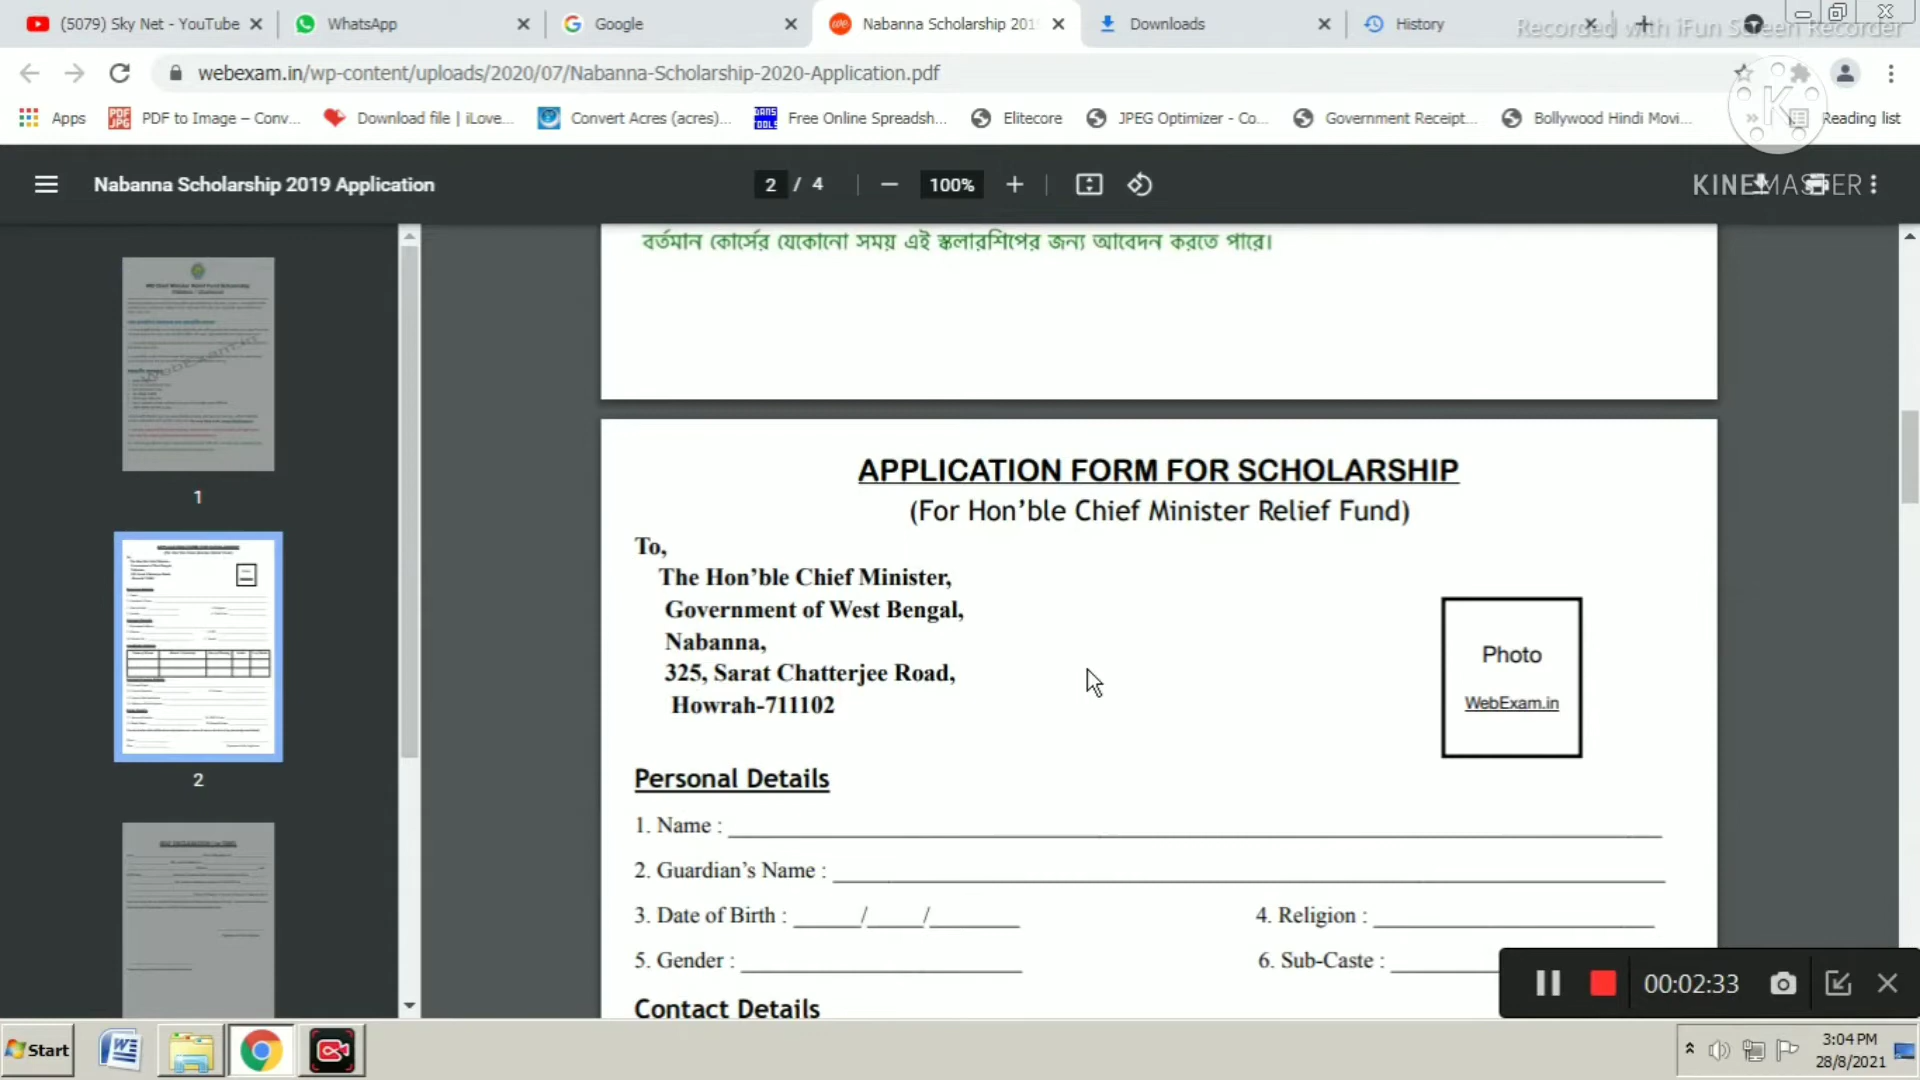 (5079) Sky Net - YouTube
WhatsApp
Google
Nabanna Scholarship 201
Downloads
History
Recorded with iFun Screen Recorder
webexam.in/wp-content/uploads/2020/07/Nabanna-Scholarship-2020-Application.pdf
Apps
PDF to Image – Conv...
Download file | iLove...
Convert Acres (acres)...
Free Online Spreadsh...
Elitecore
JPEG Optimizer - Co...
Government Receipt...
Bollywood Hindi Movi...
Reading list
K
Nabanna Scholarship 2019 Application
2 / 4
100%
KINEMASTER
বর্তমান কোর্সের যেকোনো সময় এই স্কলারশিপের জন্য আবেদন করতে পারে।
1
2
APPLICATION FORM FOR SCHOLARSHIP
(For Hon’ble Chief Minister Relief Fund)
To,
The Hon’ble Chief Minister,
Government of West Bengal,
Nabanna,
325, Sarat Chatterjee Road,
Howrah-711102
Photo
WebExam.in
Personal Details
1. Name :
2. Guardian’s Name :
3. Date of Birth : ______/_____/________
4. Religion :
5. Gender :
6. Sub-Caste :
Contact Details
00:02:33
Start
3:04 PM
28/8/2021